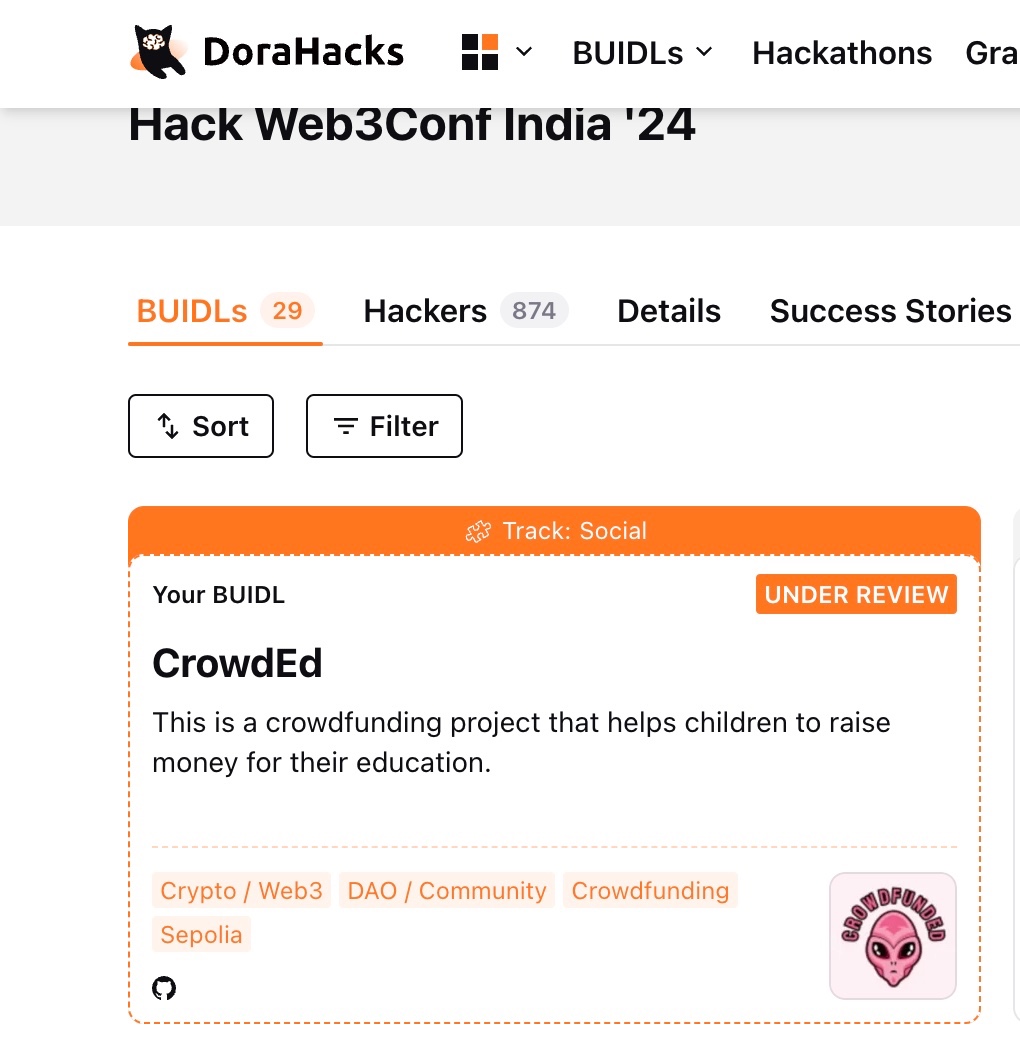 DoraHacks
BUIDLs
Hackathons
Gra
Hack Web3Conf India '24
BUIDLs 29
Hackers 874
Details
Success Stories
Sort
Filter
Track: Social
Your BUIDL
UNDER REVIEW
CrowdEd
This is a crowdfunding project that helps children to raise
money for their education.
Crypto / Web3
DAO / Community
Crowdfunding
Sepolia
CROWDFUNDED